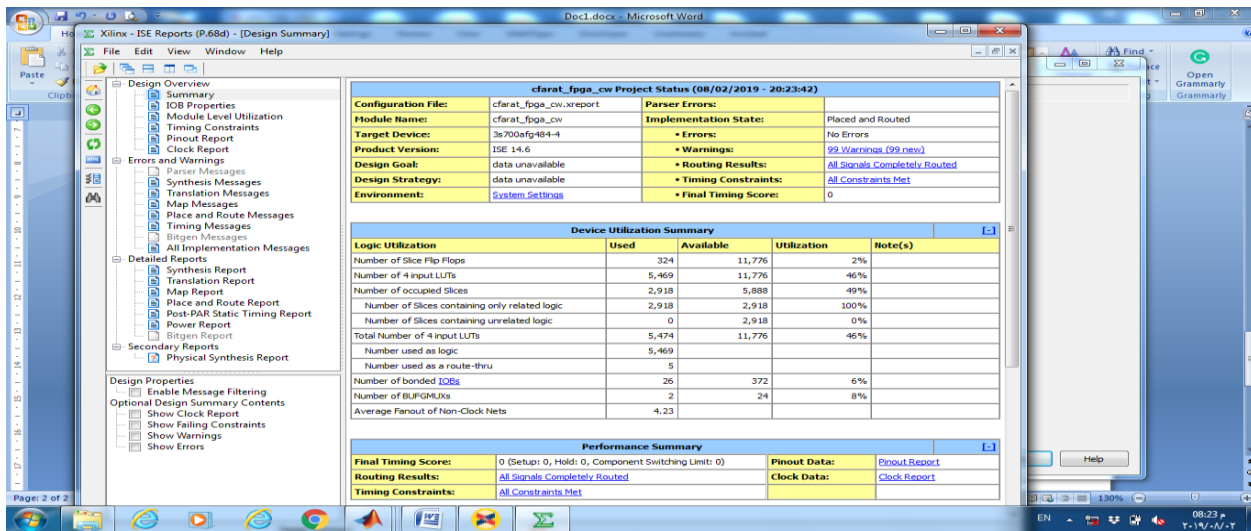 Doc1.docx - Microsoft Word
Xilinx - ISE Reports (P.68d) - [Design Summary]
File Edit View Window Help
Find
Paste
Open
Grammarly
Grammarly
Design Overview
Summary
IOB Properties
Module Level Utilization
Timing Constraints
Pinout Report
Clock Report
Errors and Warnings
Parser Messages
Synthesis Messages
Translation Messages
Map Messages
Place and Route Messages
Timing Messages
Bitgen Messages
All Implementation Messages
Detailed Reports
Synthesis Report
Translation Report
Map Report
Place and Route Report
Post-PAR Static Timing Report
Power Report
Bitgen Report
Secondary Reports
Physical Synthesis Report
Design Properties
Enable Message Filtering
Optional Design Summary Contents
Show Clock Report
Show Failing Constraints
Show Warnings
Show Errors
cfarat_fpga_cw Project Status (08/02/2019 - 20:23:42)
Configuration File: cfarat_fpga_cw.xreport Parser Errors:
Module Name: cfarat_fpga_cw Implementation State: Placed and Routed
Target Device: 3s700afg484-4 • Errors: No Errors
Product Version: ISE 14.6 • Warnings: 99 Warnings (99 new)
Design Goal: data unavailable • Routing Results: All Signals Completely Routed
Design Strategy: data unavailable • Timing Constraints: All Constraints Met
Environment: System Settings • Final Timing Score: 0
Device Utilization Summary [-]
Logic Utilization Used Available Utilization Note(s)
Number of Slice Flip Flops 324 11,776 2%
Number of 4 input LUTs 5,469 11,776 46%
Number of occupied Slices 2,918 5,888 49%
Number of Slices containing only related logic 2,918 2,918 100%
Number of Slices containing unrelated logic 0 2,918 0%
Total Number of 4 input LUTs 5,474 11,776 46%
Number used as logic 5,469
Number used as a route-thru 5
Number of bonded IOBs 26 372 6%
Number of BUFGMUXs 2 24 8%
Average Fanout of Non-Clock Nets 4.23
Performance Summary [-]
Final Timing Score: 0 (Setup: 0, Hold: 0, Component Switching Limit: 0) Pinout Data: Pinout Report
Routing Results: All Signals Completely Routed Clock Data: Clock Report
Timing Constraints: All Constraints Met
Help
Page: 2 of 2
130%
EN
08:23 م
٢٠١٩/٠٨/٠٢